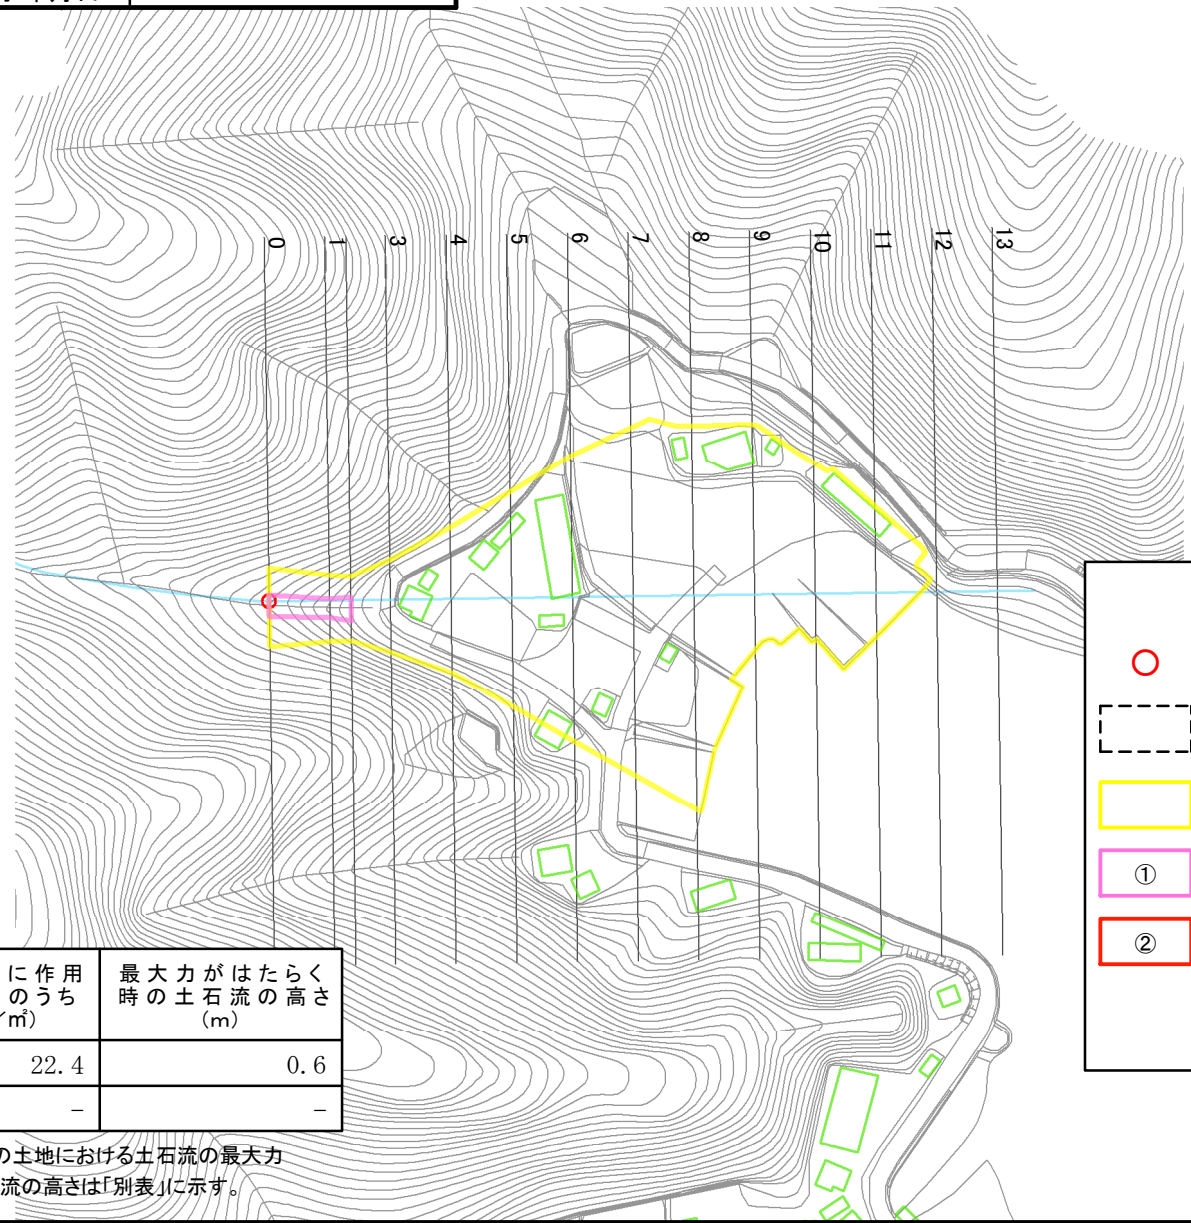 0 1 3 4 5 6 7 8 9 10 11 12 13
①
②
に作用
のうち
/㎡)
最大力がはたらく
時の土石流の高さ
(m)
22.4 0.6
－ －
の土地における土石流の最大力
流の高さは「別表」に示す。